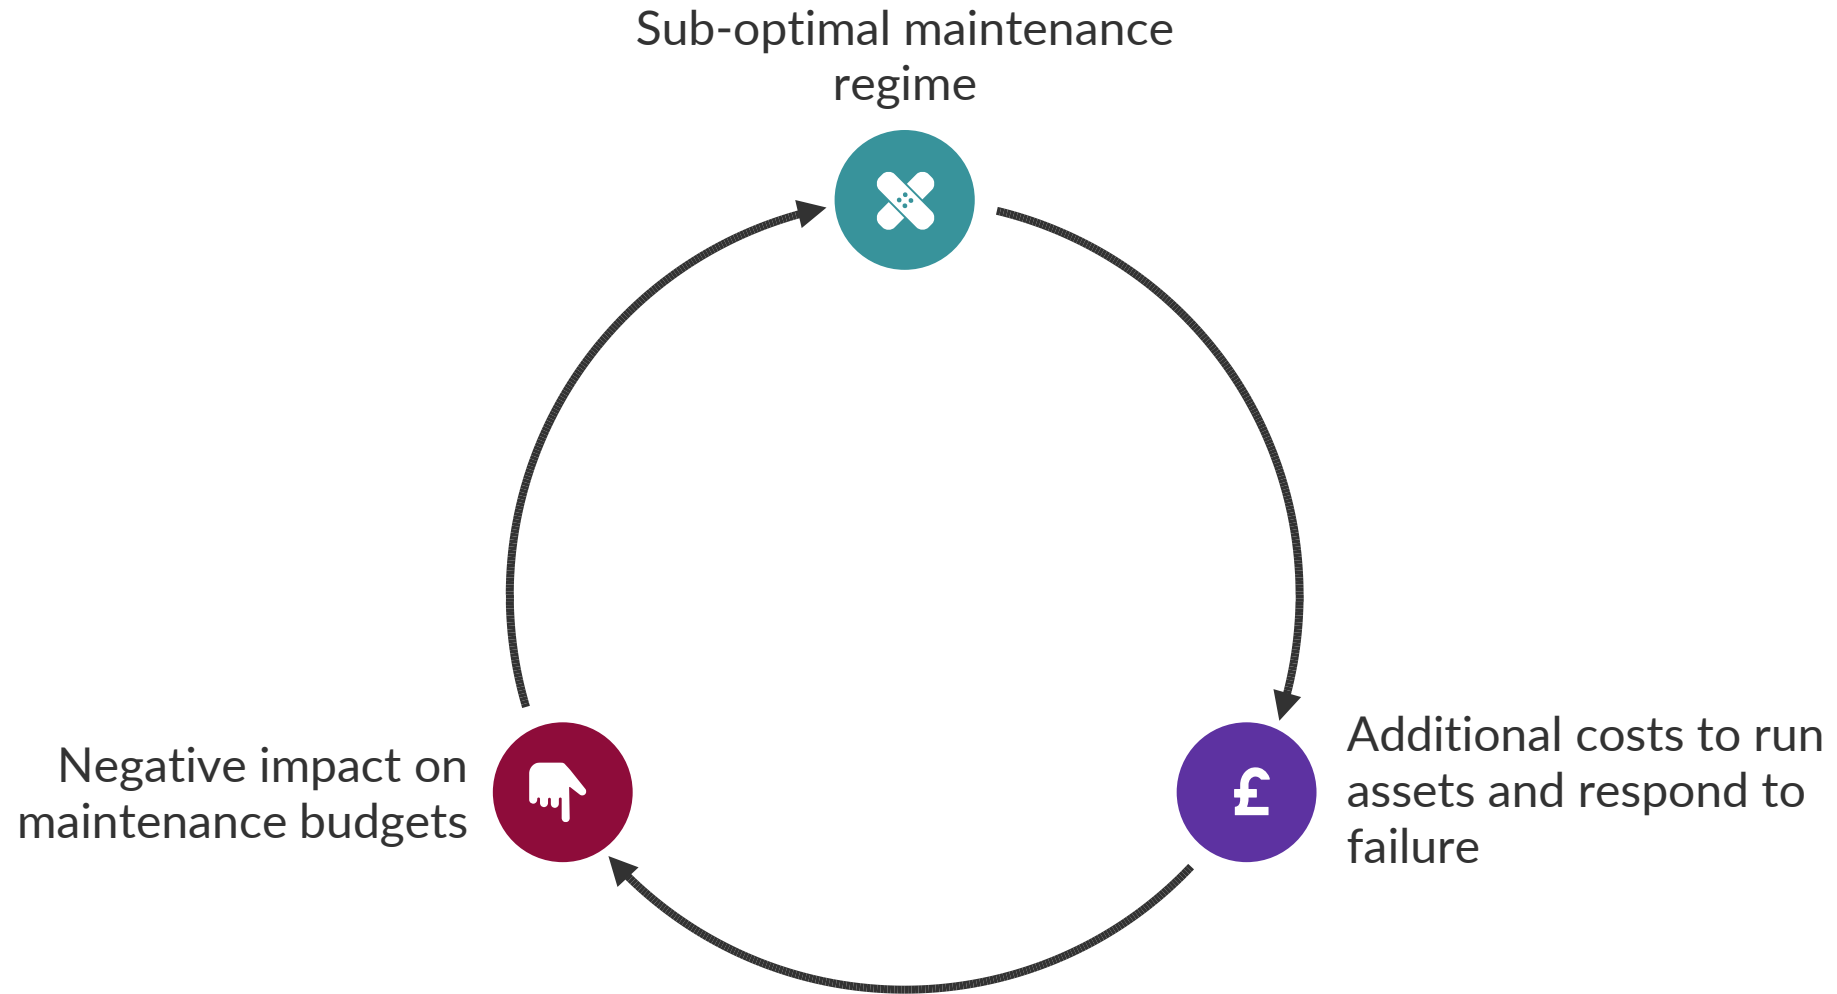 Sub-optimal maintenance
regime
Additional costs to run
assets and respond to
failure
£
Negative impact on
maintenance budgets